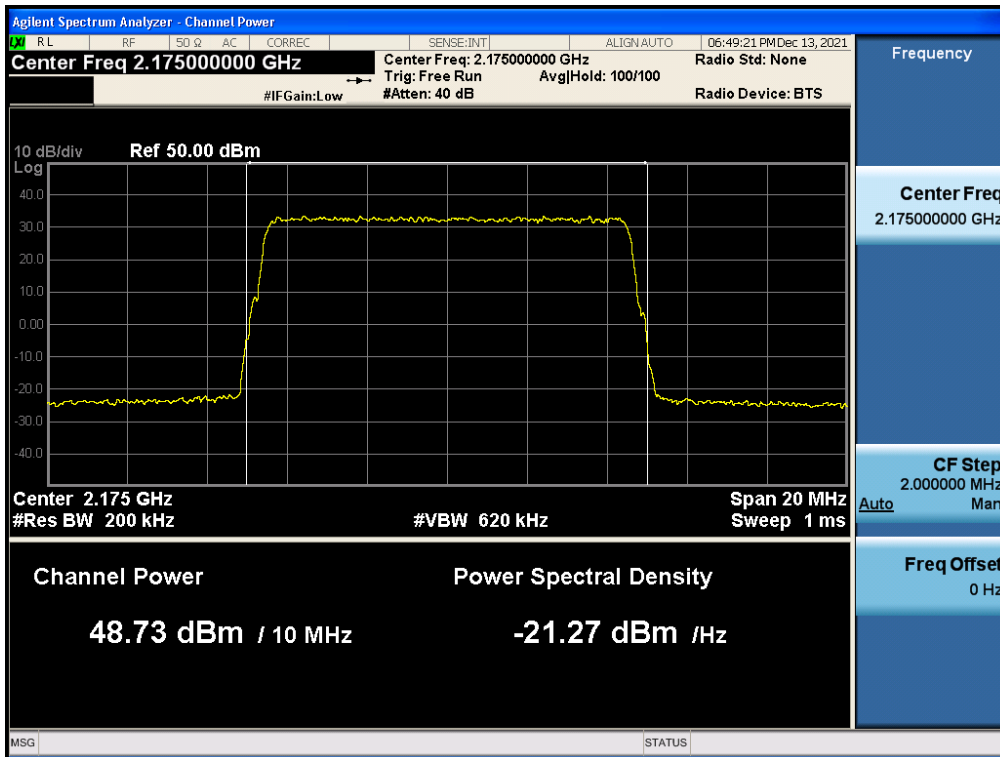 Agilent Spectrum Analyzer - Channel Power
LXI RL RF 50 Ω AC CORREC SENSE:INT ALIGN AUTO 06:49:21 PM Dec 13, 2021
Center Freq 2.175000000 GHz
Center Freq: 2.175000000 GHz
Radio Std: None
Trig: Free Run Avg|Hold: 100/100
#IFGain:Low
#Atten: 40 dB
Radio Device: BTS
10 dB/div Ref 50.00 dBm
Log
40.0
30.0
20.0
10.0
0.00
-10.0
-20.0
-30.0
-40.0
Center 2.175 GHz Span 20 MHz
#Res BW 200 kHz #VBW 620 kHz Sweep 1 ms
Channel Power Power Spectral Density
48.73 dBm / 10 MHz -21.27 dBm /Hz
Frequency
Center Freq
2.175000000 GHz
CF Step
2.000000 MHz
Auto Man
Freq Offset
0 Hz
MSG STATUS